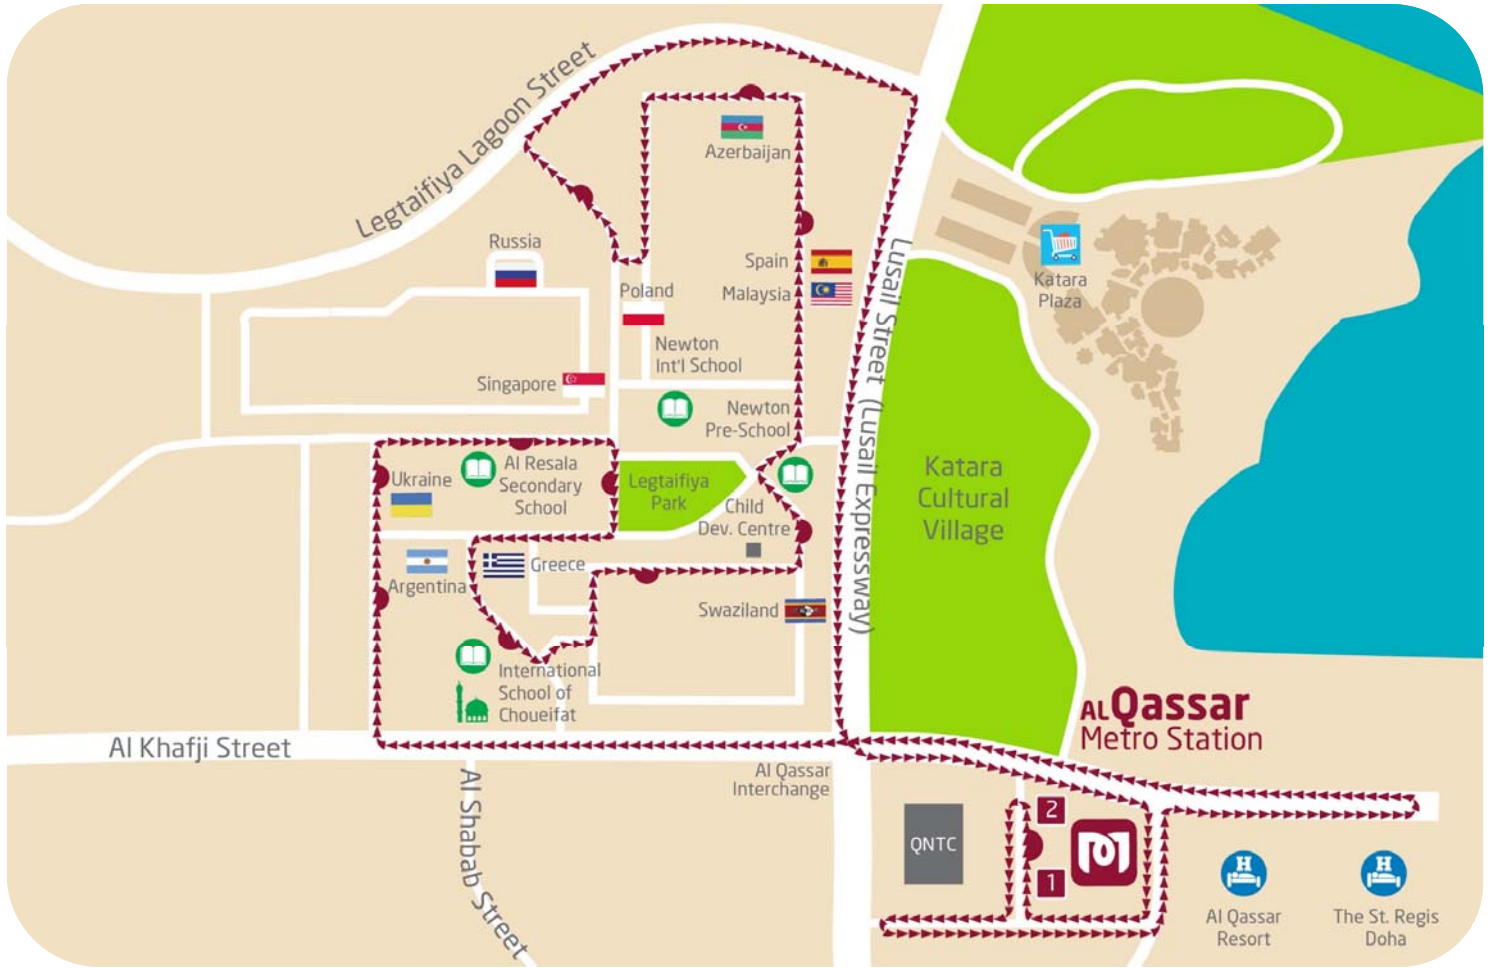 Legtaifiya Lagoon Street
Azerbaijan
Russia
Spain
Malaysia
Poland
Newton
Int'l School
Singapore
Newton
Pre-School
Lusail Street (Lusail Expressway)
Katara
Plaza
Katara
Cultural
Village
Ukraine
Al Resala
Secondary
School
Legtaifiya
Park
Child
Dev. Centre
Argentina
Greece
Swaziland
International
School of
Choueifat
Al Khafji Street
Al Shabab Street
Al Qassar
Interchange
AL Qassar
Metro Station
QNTC
2
1
H
Al Qassar
Resort
H
The St. Regis
Doha